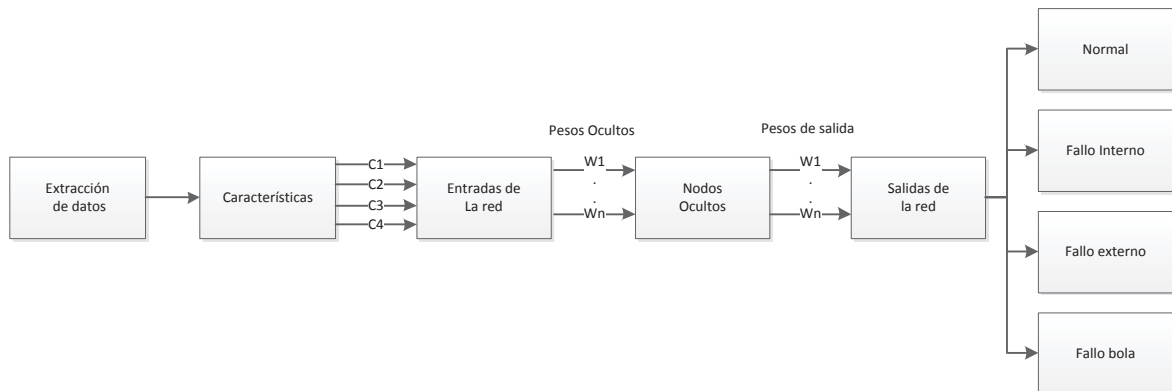 Extracción
de datos
Características
C1
C2
C3
C4
Entradas de
La red
Pesos Ocultos
W1
.
.
Wn
Nodos
Ocultos
Pesos de salida
W1
.
.
Wn
Salidas de
la red
Normal
Fallo Interno
Fallo externo
Fallo bola